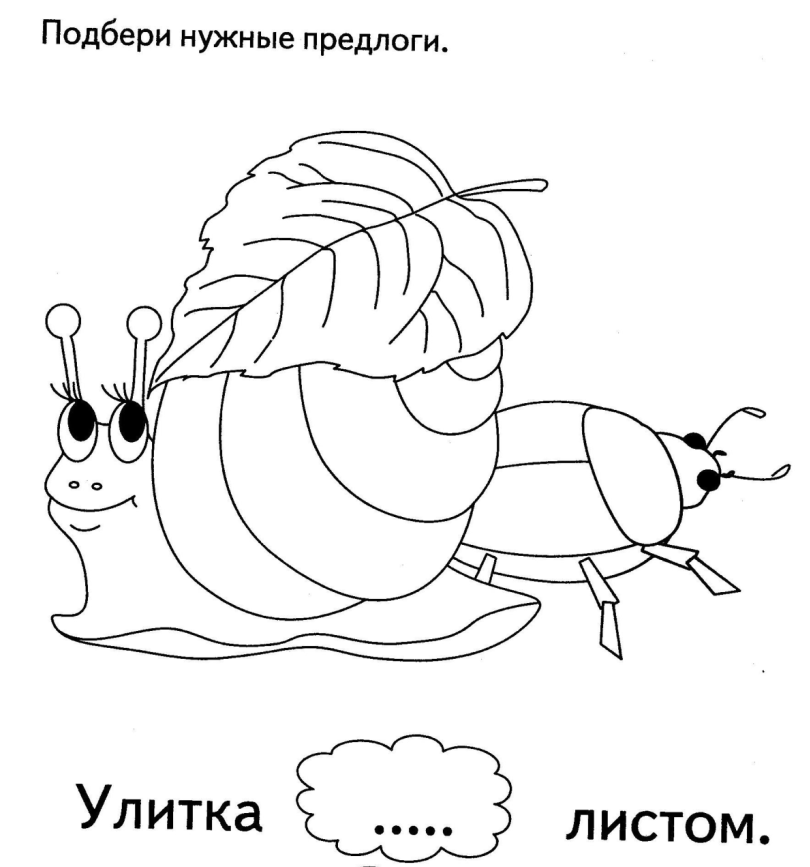 Подбери нужные предлоги.
Улитка ..... листом.